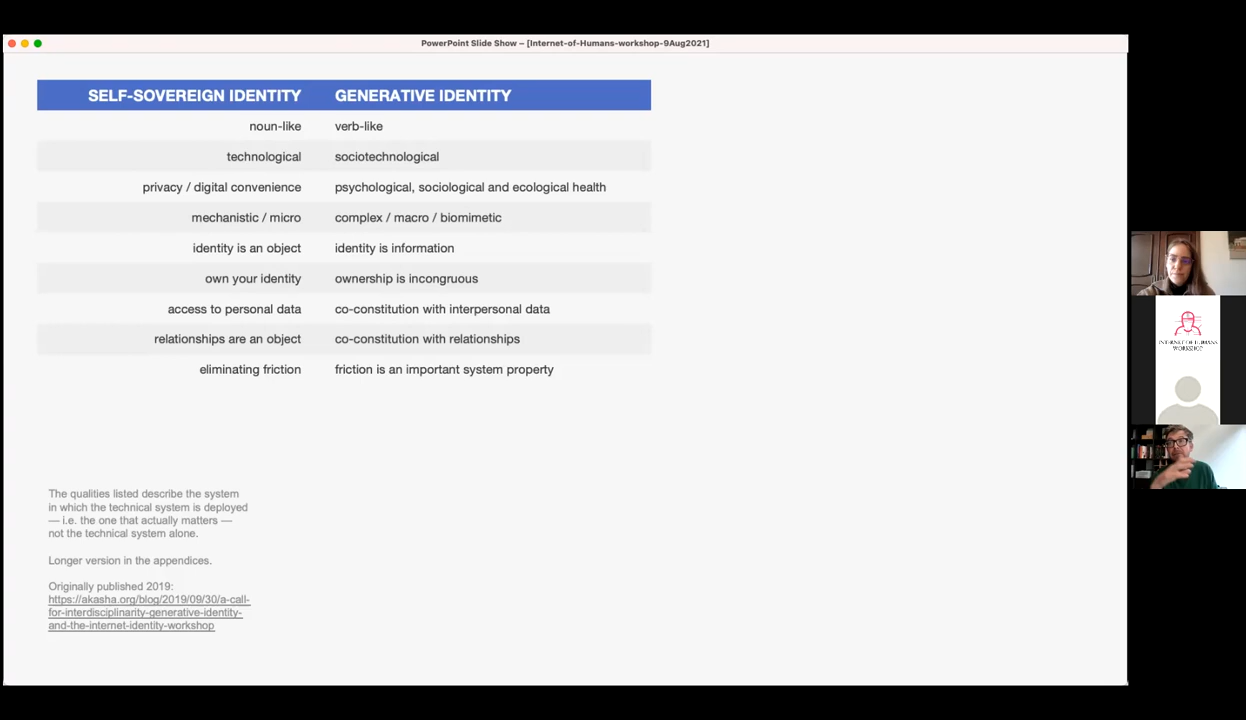 PowerPoint Slide Show – [Internet-of-Humans-workshop-9Aug2021]
SELF-SOVEREIGN IDENTITY GENERATIVE IDENTITY
noun-like verb-like
technological sociotechnological
privacy / digital convenience psychological, sociological and ecological health
mechanistic / micro complex / macro / biomimetic
identity is an object identity is information
own your identity ownership is incongruous
access to personal data co-constitution with interpersonal data
relationships are an object co-constitution with relationships
eliminating friction friction is an important system property
The qualities listed describe the system
in which the technical system is deployed
— i.e. the one that actually matters —
not the technical system alone.
Longer version in the appendices.
Originally published 2019:
https://akasha.org/blog/2019/09/30/a-call-
for-interdisciplinarity-generative-identity-
and-the-internet-identity-workshop
INTERNET OF HUMANS
WORKSHOP